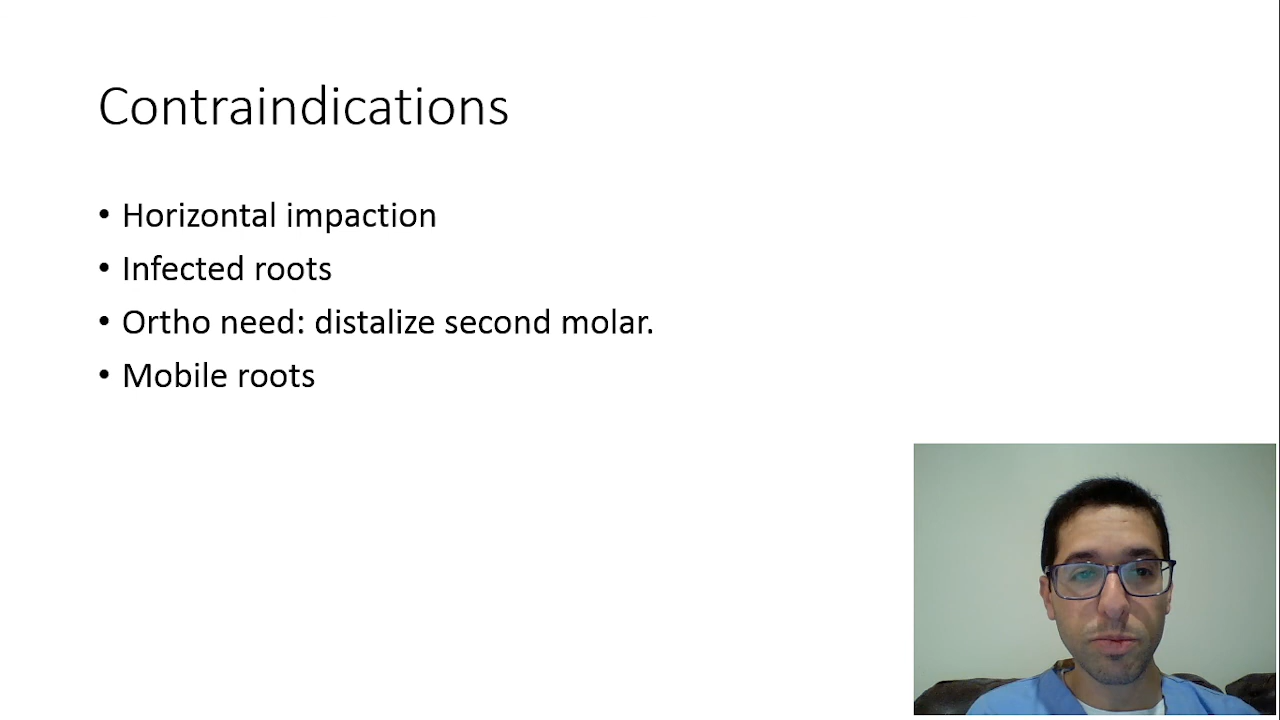 Contraindications
• Horizontal impaction
• Infected roots
• Ortho need: distalize second molar.
• Mobile roots